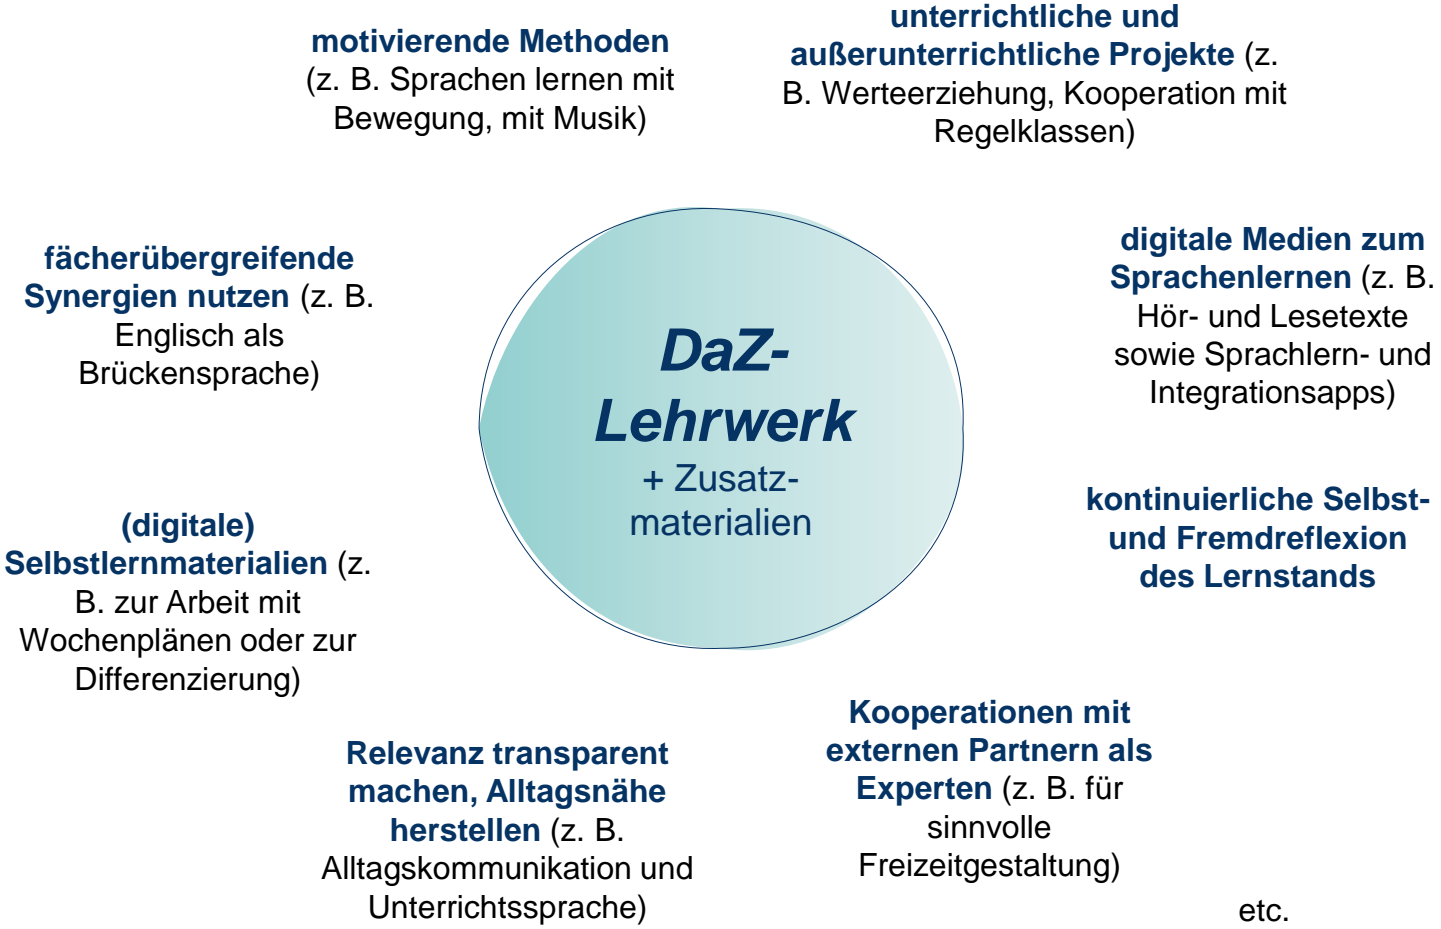 motivierende Methoden
(z. B. Sprachen lernen mit
Bewegung, mit Musik)
unterrichtliche und
außerunterrichtliche Projekte (z.
B. Werteerziehung, Kooperation mit
Regelklassen)
fächerübergreifende
Synergien nutzen (z. B.
Englisch als
Brückensprache)
DaZ-
Lehrwerk
+ Zusatz-
materialien
digitale Medien zum
Sprachenlernen (z. B.
Hör- und Lesetexte
sowie Sprachlern- und
Integrationsapps)
(digitale)
Selbstlernmaterialien (z.
B. zur Arbeit mit
Wochenplänen oder zur
Differenzierung)
kontinuierliche Selbst-
und Fremdreflexion
des Lernstands
Relevanz transparent
machen, Alltagsnähe
herstellen (z. B.
Alltagskommunikation und
Unterrichtssprache)
Kooperationen mit
externen Partnern als
Experten (z. B. für
sinnvolle
Freizeitgestaltung)
etc.